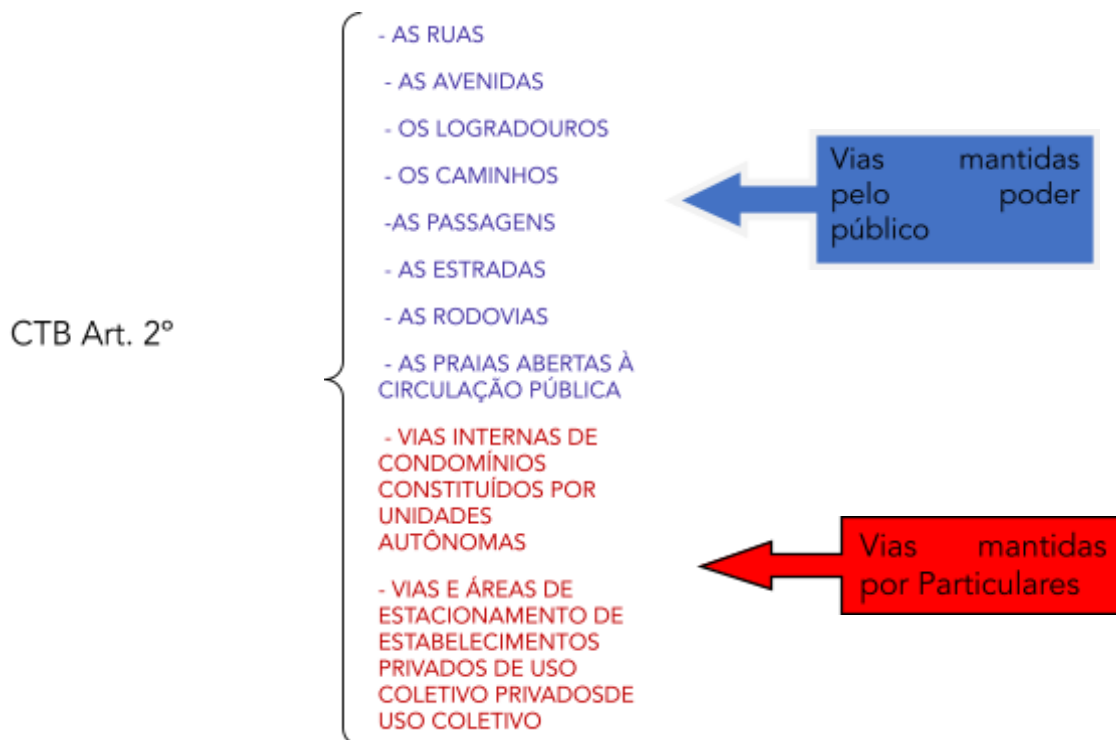 CTB Art. 2º
- AS RUAS
- AS AVENIDAS
- OS LOGRADOUROS
- OS CAMINHOS
-AS PASSAGENS
- AS ESTRADAS
- AS RODOVIAS
- AS PRAIAS ABERTAS À
CIRCULAÇÃO PÚBLICA
- VIAS INTERNAS DE
CONDOMÍNIOS
CONSTITUÍDOS POR
UNIDADES
AUTÔNOMAS
- VIAS E ÁREAS DE
ESTACIONAMENTO DE
ESTABELECIMENTOS
PRIVADOS DE USO
COLETIVO PRIVADOSDE
USO COLETIVO
Vias mantidas
pelo poder
público
Vias mantidas
por Particulares